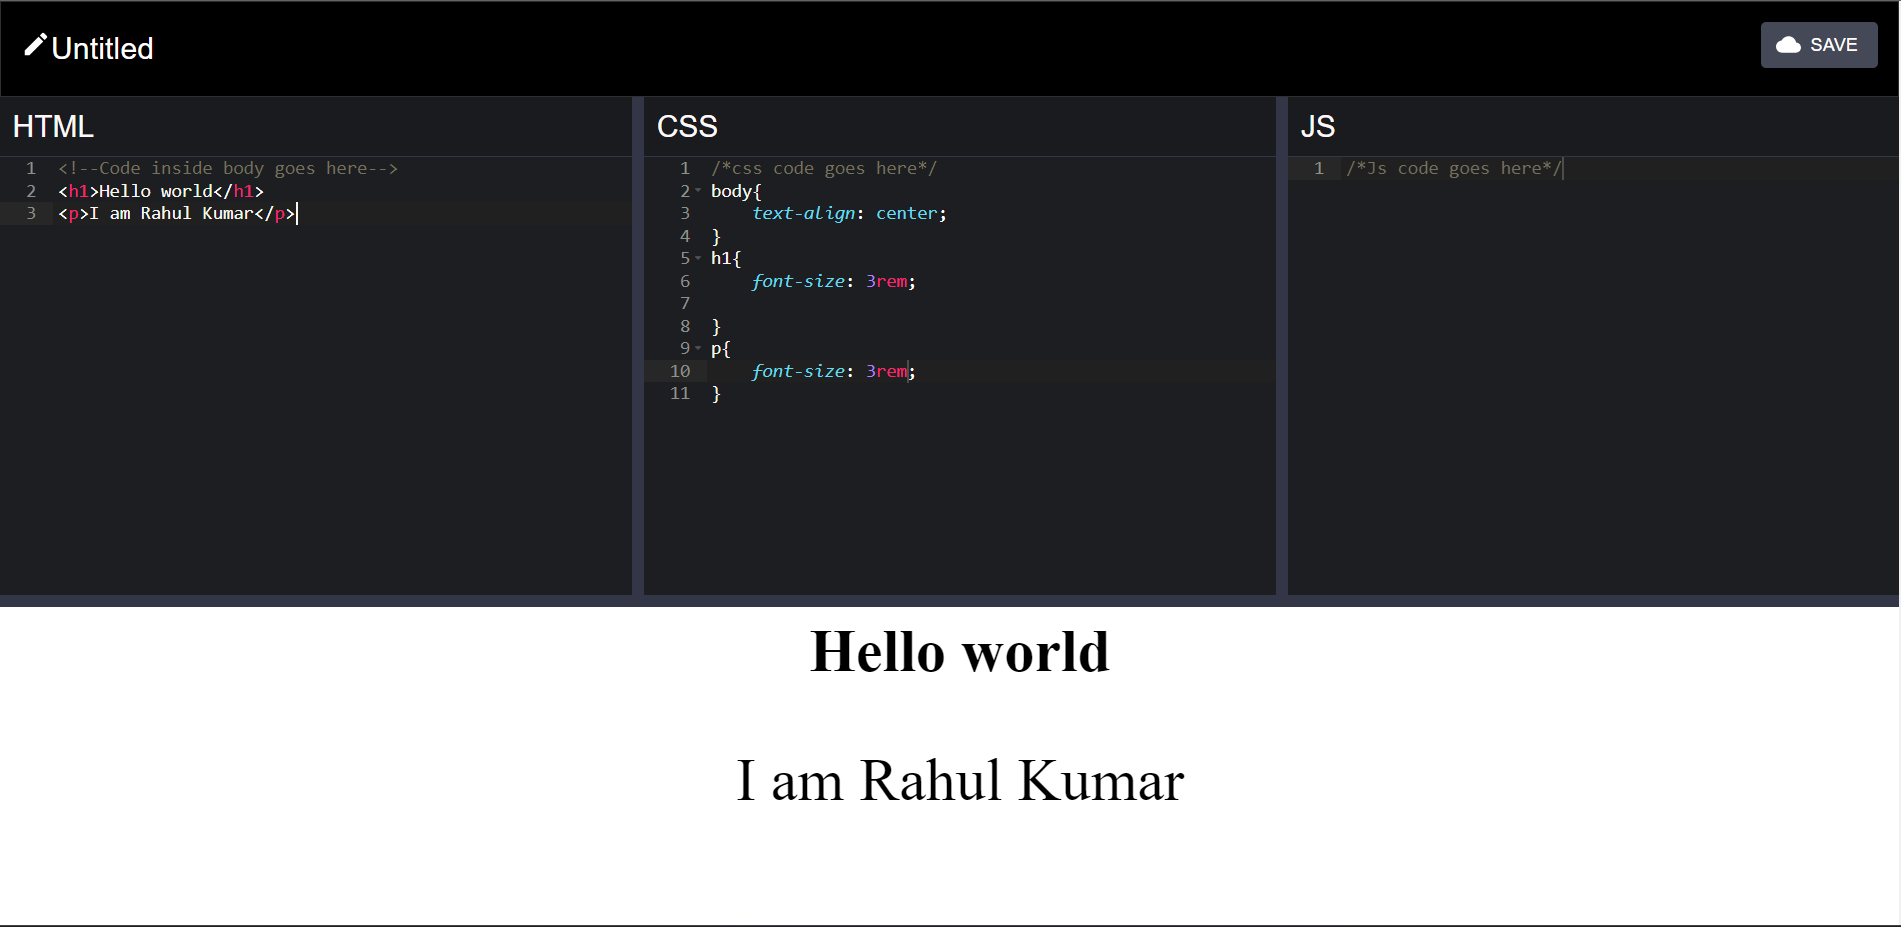 Untitled
SAVE
HTML
1 <!--Code inside body goes here-->
2 <h1>Hello world</h1>
3 <p>I am Rahul Kumar</p>
CSS
1 /*css code goes here*/
2 body{
3     text-align: center;
4 }
5 h1{
6     font-size: 3rem;
7
8 }
9 p{
10     font-size: 3rem;
11 }
JS
1 /*Js code goes here*/
Hello world
I am Rahul Kumar